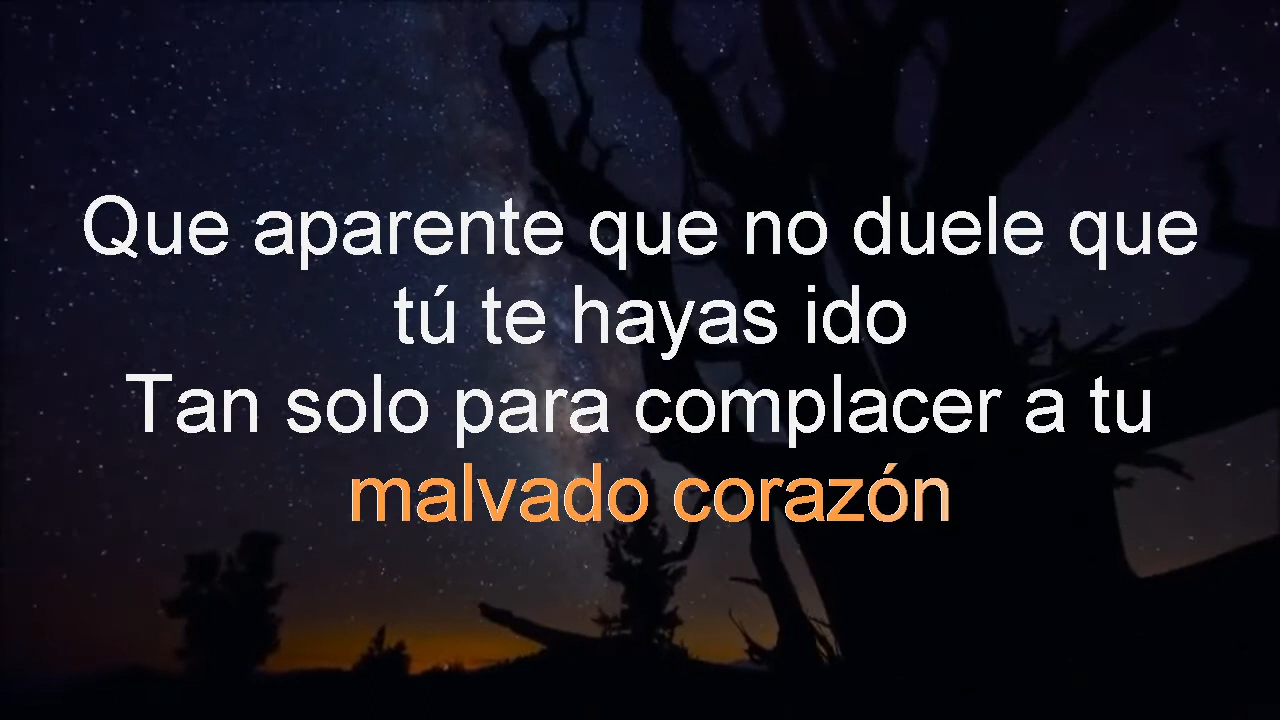 Que aparente que no duele que
tú te hayas ido
Tan solo para complacer a tu
malvado corazón